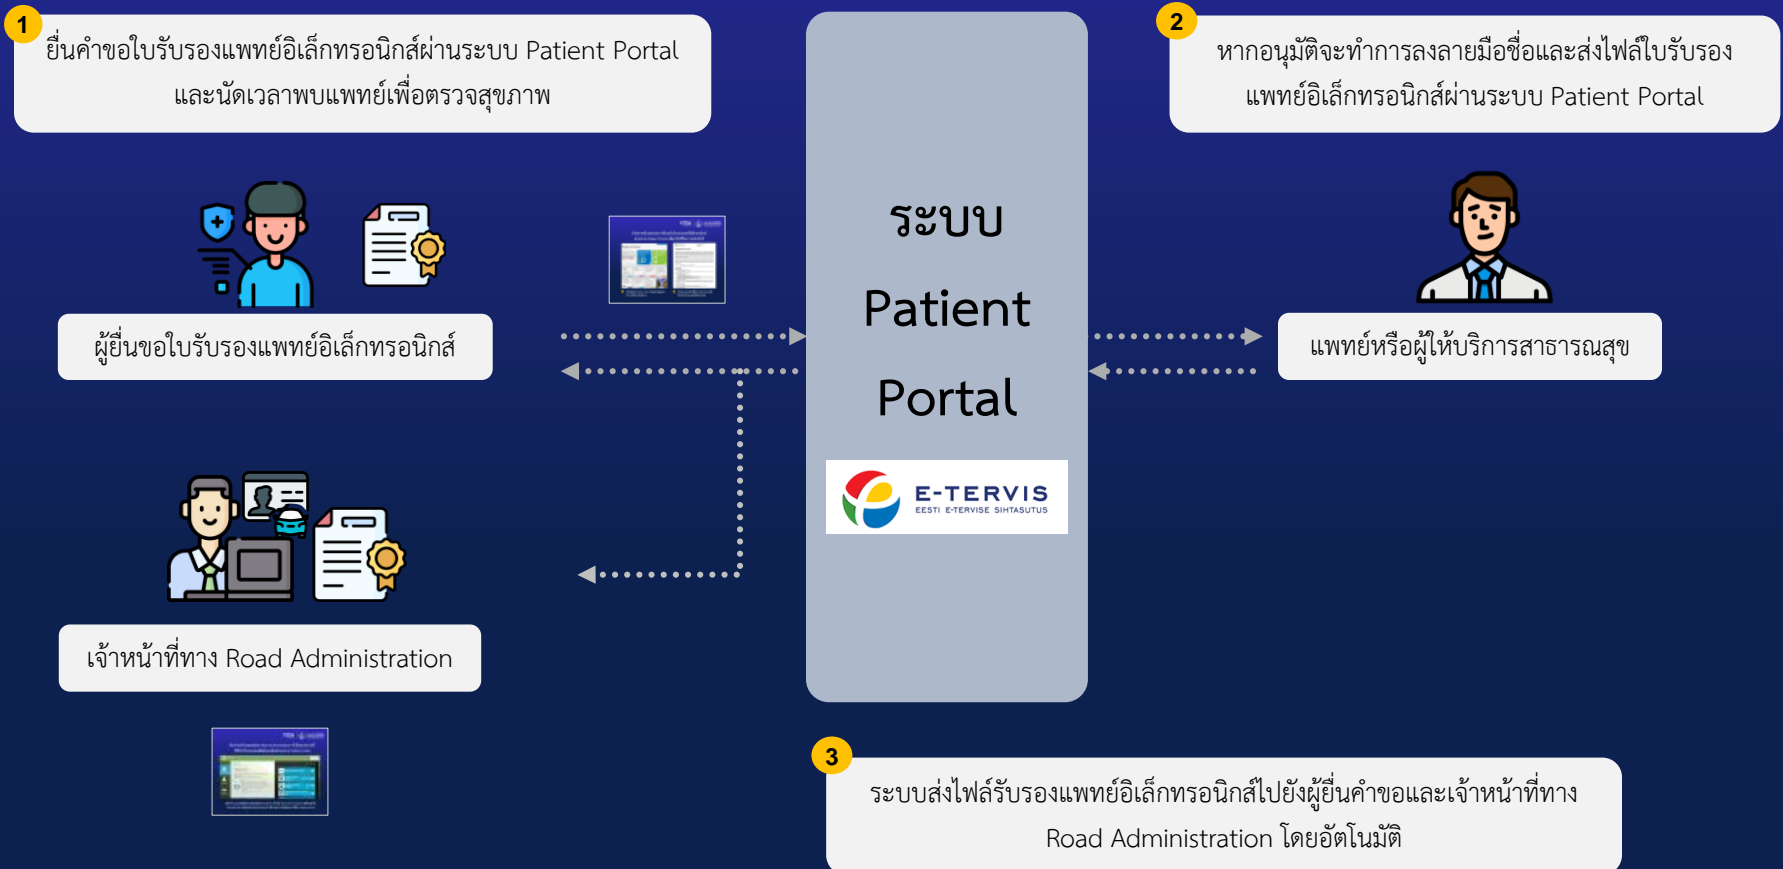 1
ยื่นคำขอใบรับรองแพทย์อิเล็กทรอนิกส์ผ่านระบบ Patient Portal
และนัดเวลาพบแพทย์เพื่อตรวจสุขภาพ
2
หากอนุมัติจะทำการลงลายมือชื่อและส่งไฟล์ใบรับรอง
แพทย์อิเล็กทรอนิกส์ผ่านระบบ Patient Portal
ระบบ
Patient
Portal
E-TERVIS
EESTI E-TERVISE SIHTASUTUS
ผู้ยื่นขอใบรับรองแพทย์อิเล็กทรอนิกส์
แพทย์หรือผู้ให้บริการสาธารณสุข
เจ้าหน้าที่ทาง Road Administration
3
ระบบส่งไฟล์รับรองแพทย์อิเล็กทรอนิกส์ไปยังผู้ยื่นคำขอและเจ้าหน้าที่ทาง
Road Administration โดยอัตโนมัติ